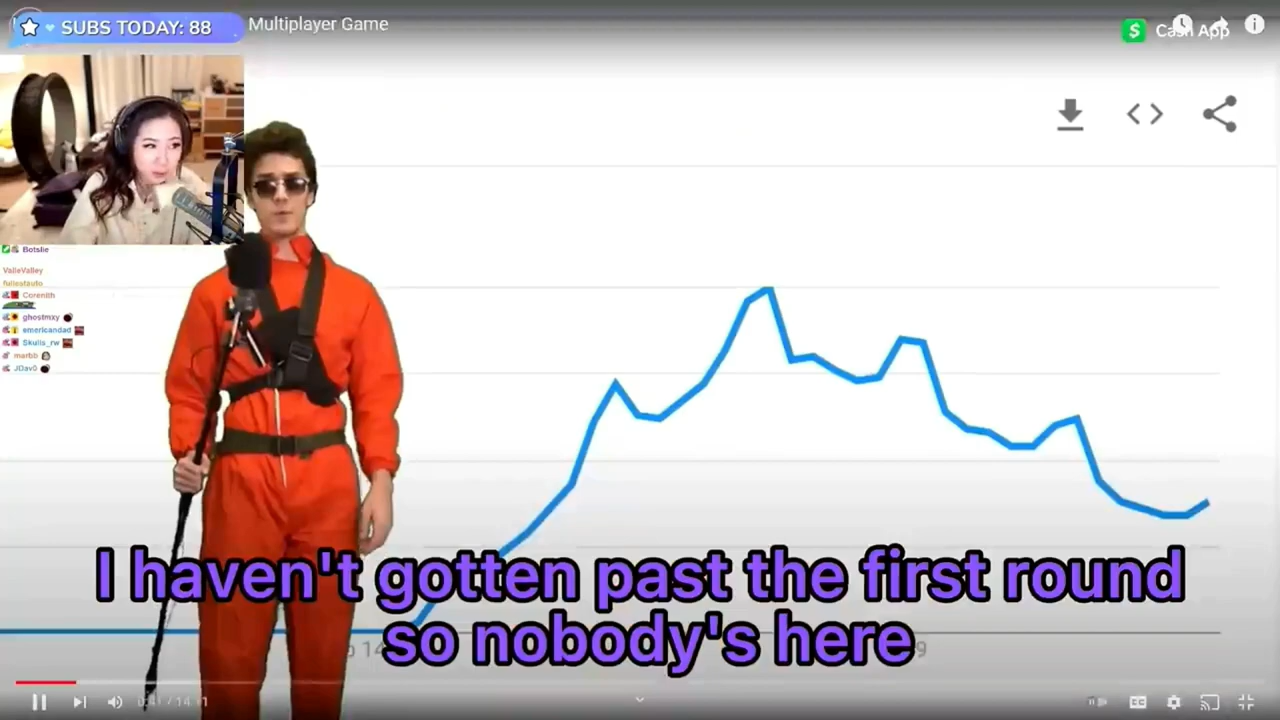 SUBS TODAY: 88
Multiplayer Game
Cash App
Botslie
ValleValley
Corenith
ghostmxy
emericandad
Skulls_rw
marbb
JDav0
I haven't gotten past the first round
so nobody's here